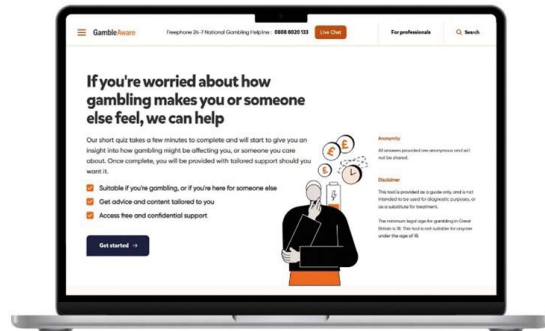 GambleAware
Freephone 24-7 National Gambling Helpline : 0808 8020 133
Live Chat
For professionals
Search
If you're worried about how
gambling makes you or someone
else feel, we can help
Our short quiz takes a few minutes to complete and will start to give you an
insight into how gambling might be affecting you, or someone you care
about. Once complete, you will be provided with tailored support should you
want it.
Suitable if you're gambling, or if you're here for someone else
Get advice and content tailored to you
Access free and confidential support
Get started →
Anonymity
All answers provided are anonymous and will
not be shared.
Disclaimer
This tool is provided as a guide only, and is not
intended to be used for diagnostic purposes, or
as a substitute for treatment.
The minimum legal age for gambling in Great
Britain is 18. This tool is not suitable for anyone
under the age of 18.
£
£
£